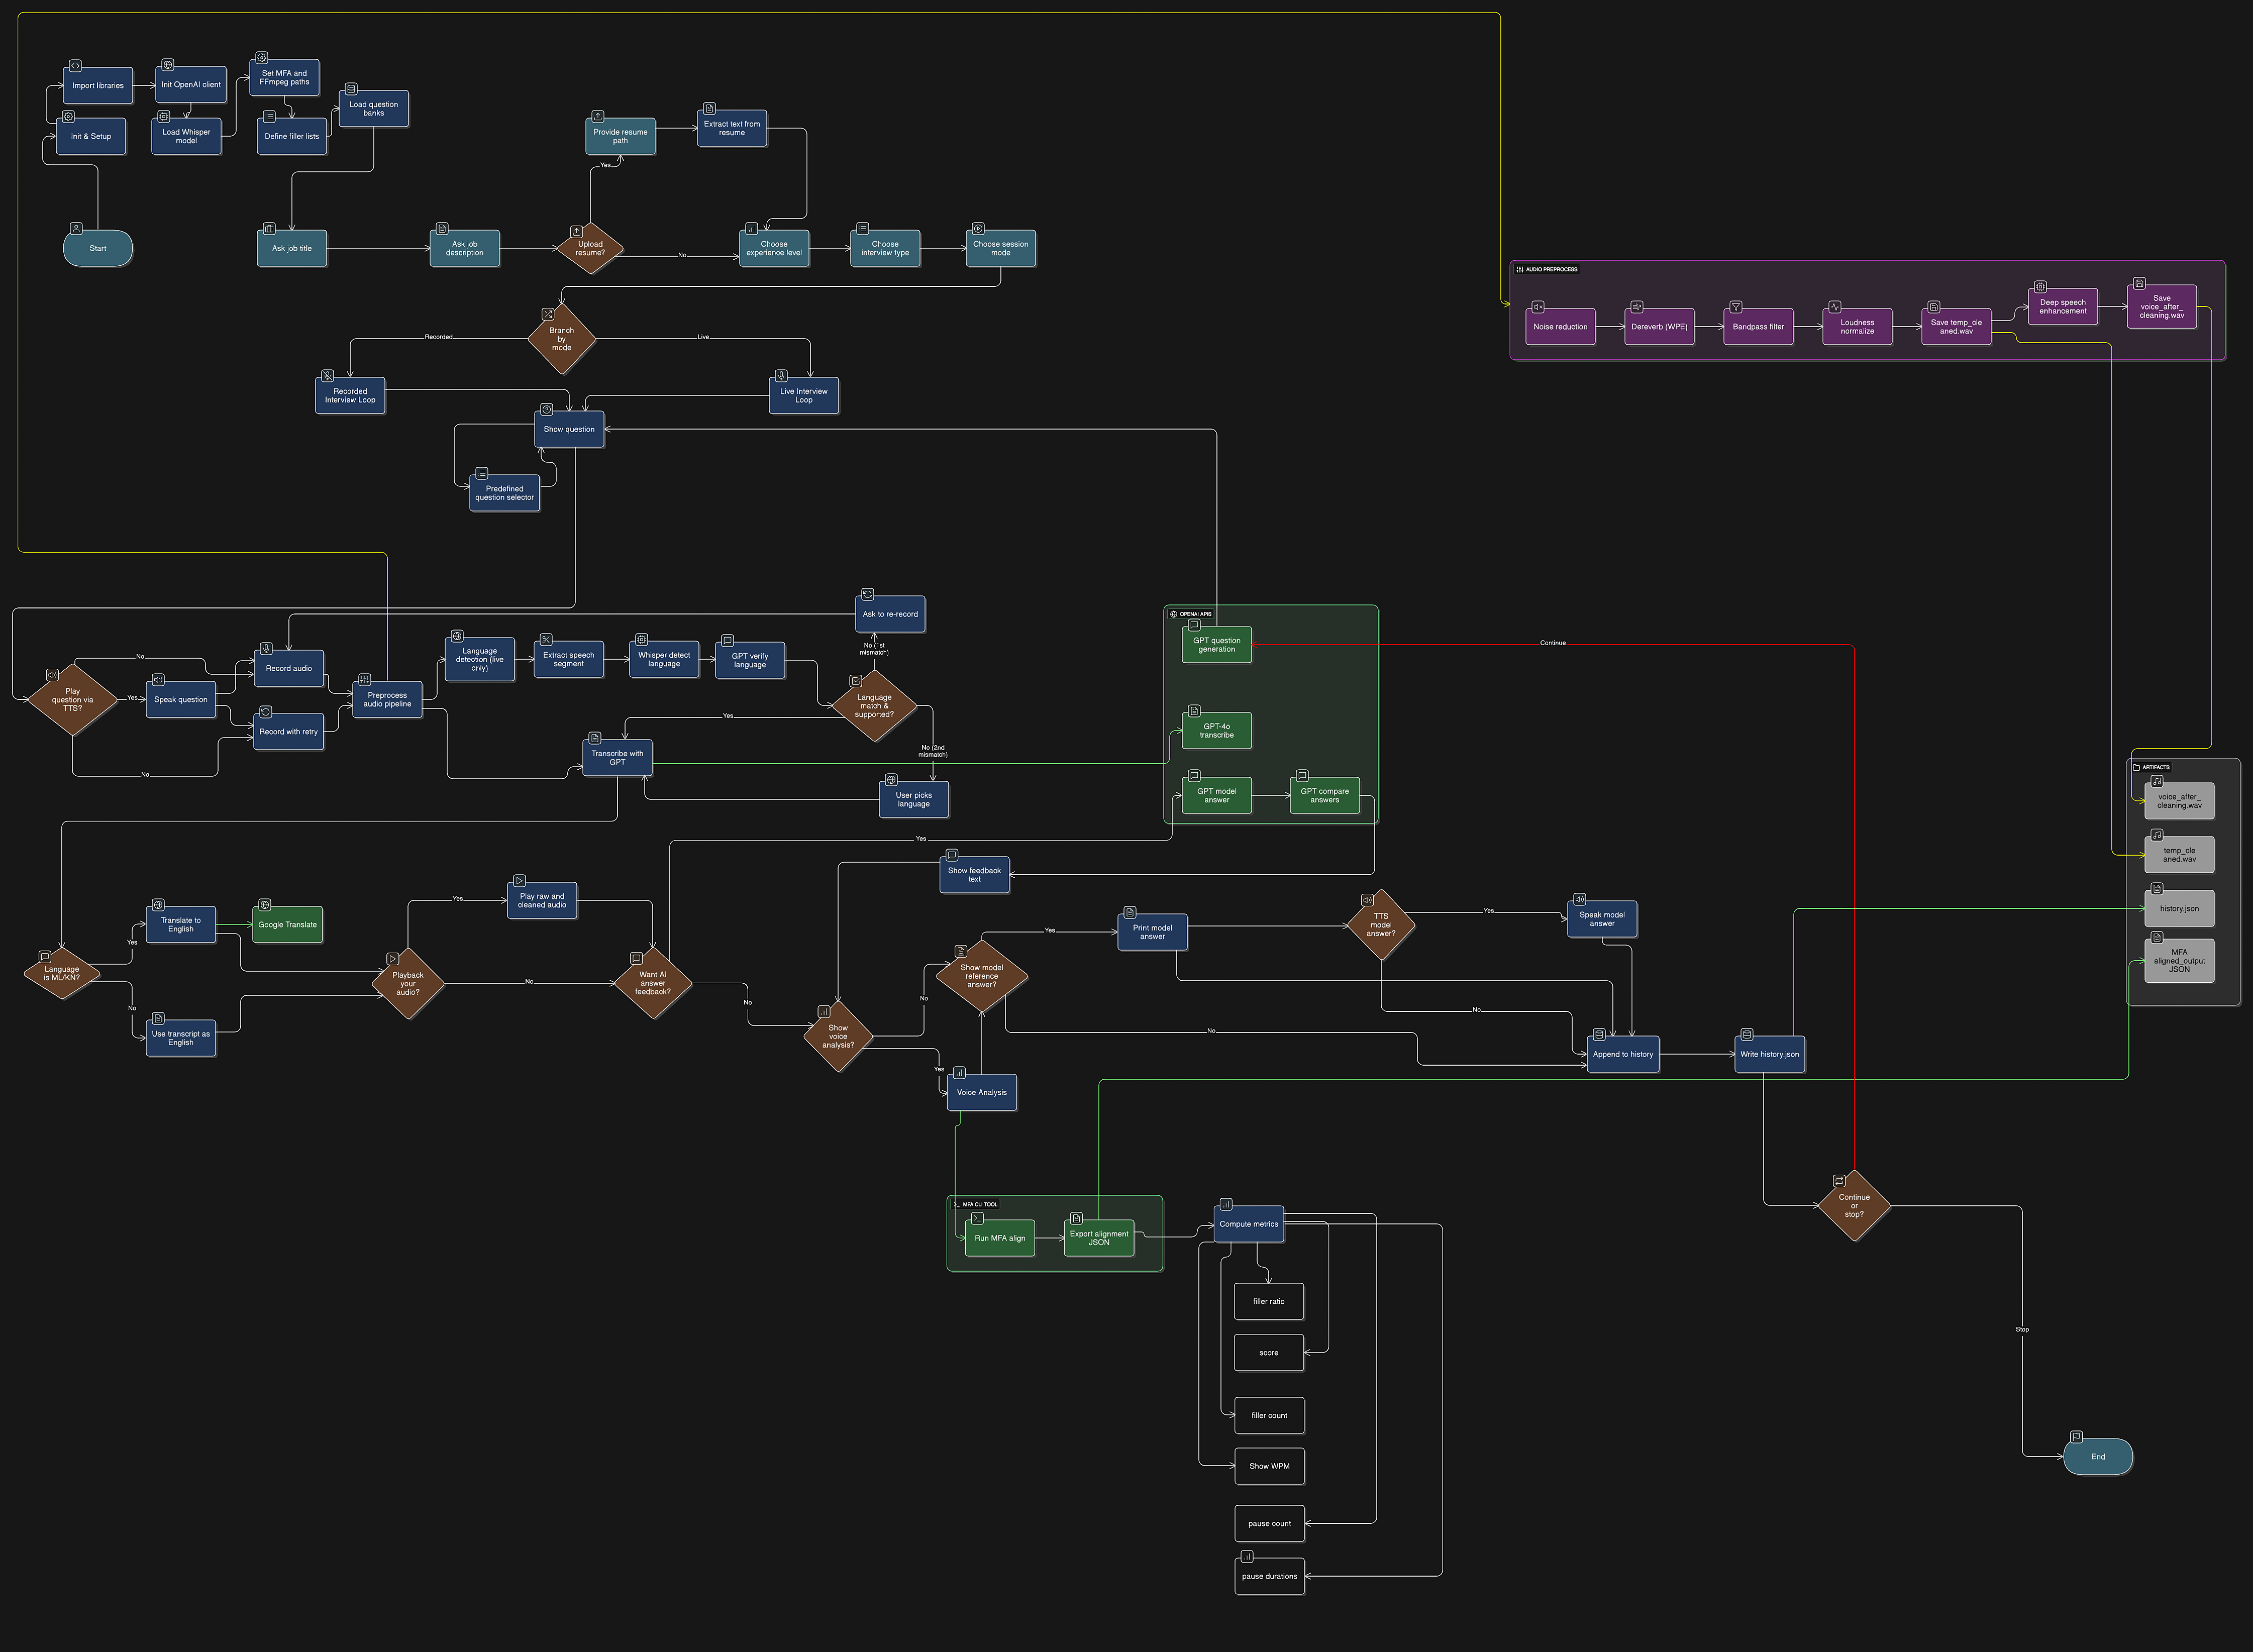 Import libraries
Init OpenAI client
Set MFA and
FFmpeg paths
Load question
banks
Init & Setup
Load Whisper
model
Define filler lists
Provide resume
path
Extract text from
resume
Yes
Start
Ask job title
Ask job
description
Upload
resume?
No
Choose
experience level
Choose
interview type
Choose session
mode
AUDIO PREPROCESS
Noise reduction
Dereverb (WPE)
Bandpass filter
Loudness
normalize
Save temp_cle
aned.wav
Deep speech
enhancement
Save
voice_after_
cleaning.wav
Branch
by
mode
Recorded
Live
Recorded
Interview Loop
Live Interview
Loop
Show question
Predefined
question selector
Ask to re-record
OPENAI APIS
GPT question
generation
Continue
No
Record audio
Language
detection (live
only)
Extract speech
segment
Whisper detect
language
GPT verify
language
No (1st
mismatch)
Play
question via
TTS?
Yes
Speak question
Preprocess
audio pipeline
Language
match &
supported?
Yes
Record with retry
GPT-4o
transcribe
Transcribe with
GPT
No (2nd
mismatch)
No
User picks
language
GPT model
answer
GPT compare
answers
ARTIFACTS
voice_after_
cleaning.wav
temp_cle
aned.wav
history.json
MFA
aligned_output
JSON
Yes
Show feedback
text
Play raw and
cleaned audio
Yes
Translate to
English
Google Translate
Yes
Print model
answer
Yes
TTS
model
answer?
Yes
Speak model
answer
Language
is ML/KN?
Playback
your
audio?
No
Want AI
answer
feedback?
No
Show model
reference
answer?
No
No
Use transcript as
English
Show
voice
analysis?
No
No
Append to history
Write history.json
Yes
Voice Analysis
MFA CLI TOOL
Run MFA align
Export alignment
JSON
Compute metrics
Continue
or
stop?
filler ratio
score
Stop
filler count
Show WPM
End
pause count
pause durations